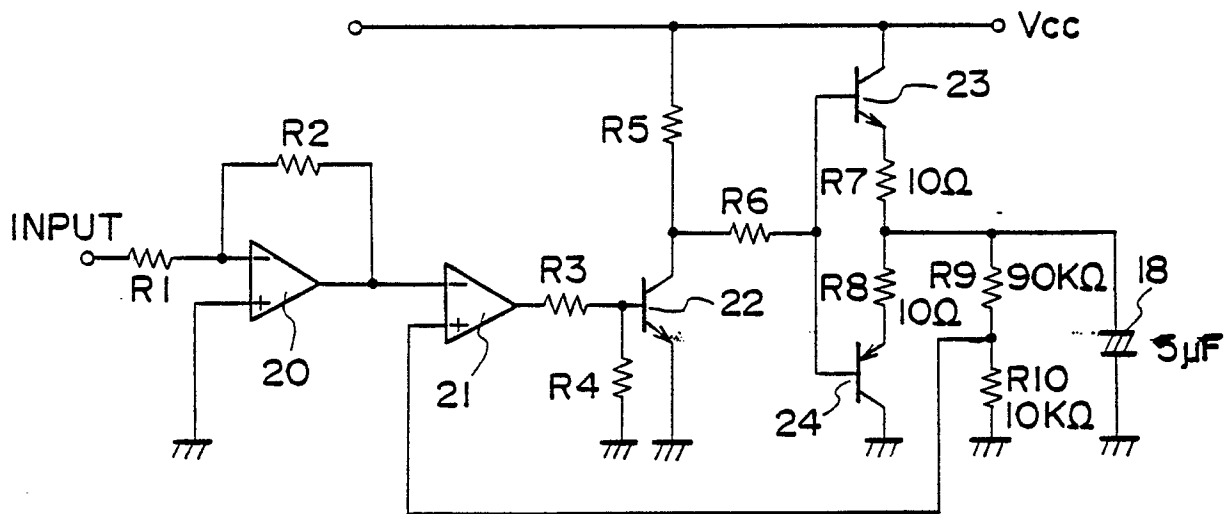 Vcc
23
R5
R2
R7 10Ω
R6
INPUT
R1
R3
22
R8
10Ω
R9 90KΩ
18
5μF
20
21
R4
24
R10
10KΩ